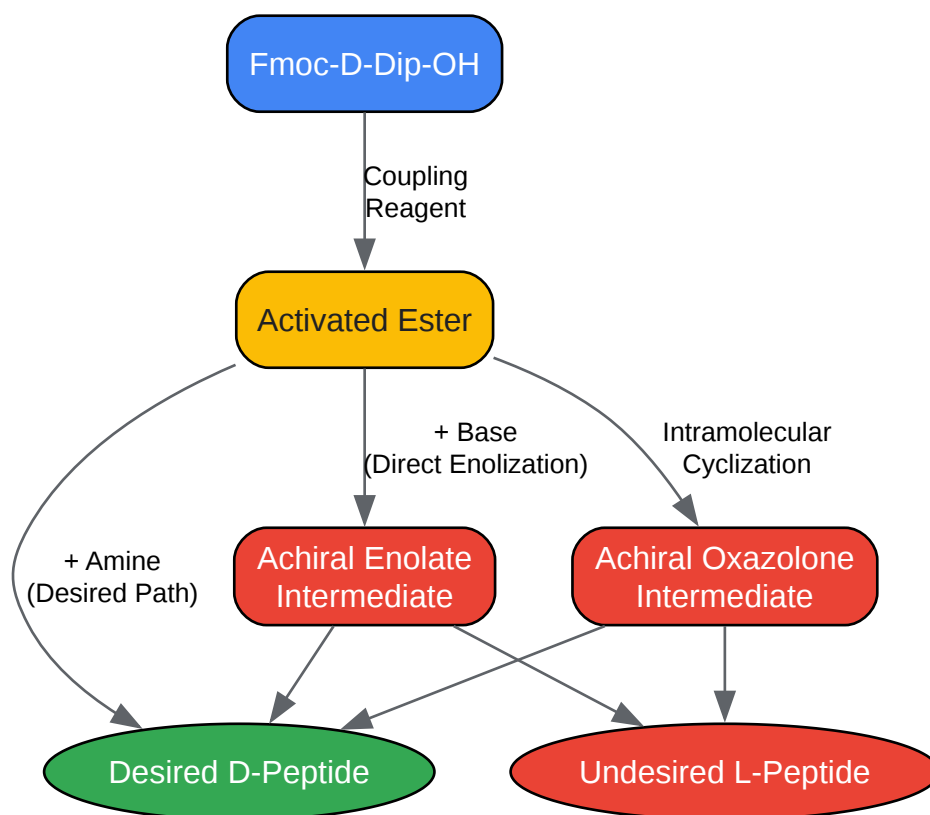 Fmoc-D-Dip-OH
Coupling
Reagent
Activated Ester
+ Base
(Direct Enolization)
Intramolecular
Cyclization
+ Amine
(Desired Path)
Achiral Enolate
Intermediate
Achiral Oxazolone
Intermediate
Desired D-Peptide
Undesired L-Peptide